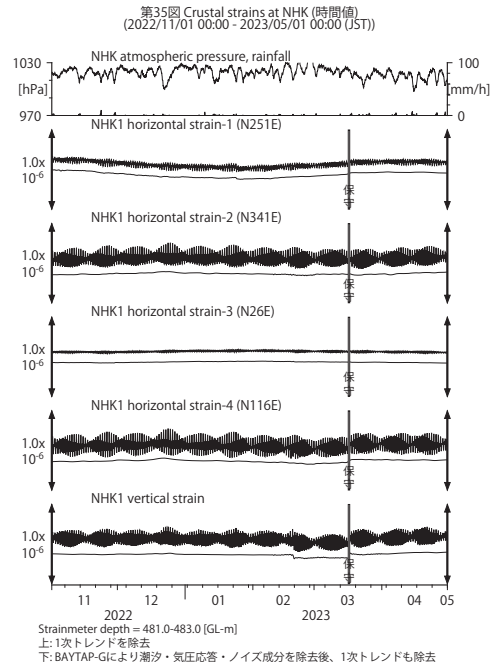 第35図 Crustal strains at NHK (時間値)
(2022/11/01 00:00 - 2023/05/01 00:00 (JST))
NHK atmospheric pressure, rainfall
1030
[hPa]
970
100
[mm/h]
0
NHK1 horizontal strain-1 (N251E)
1.0x
10-6
保守
NHK1 horizontal strain-2 (N341E)
1.0x
10-6
保守
NHK1 horizontal strain-3 (N26E)
1.0x
10-6
保守
NHK1 horizontal strain-4 (N116E)
1.0x
10-6
保守
NHK1 vertical strain
1.0x
10-6
保守
11 12 01 02 03 04 05
2022 2023
Strainmeter depth = 481.0-483.0 [GL-m]
上: 1次トレンドを除去
下: BAYTAP-Gにより潮汐・気圧応答・ノイズ成分を除去後、1次トレンドも除去